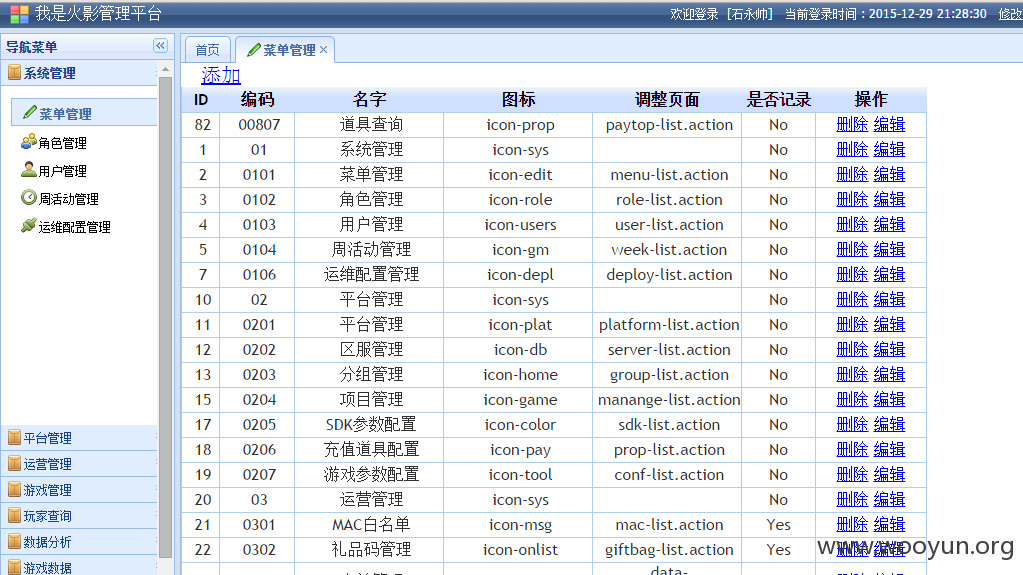 我是火影管理平台
欢迎登录 [石永帅] 当前登录时间：2015-12-29 21:28:30 修改
导航菜单
系统管理
菜单管理
角色管理
用户管理
周活动管理
运维配置管理
平台管理
运营管理
游戏管理
玩家查询
数据分析
游戏数据
首页 菜单管理
添加
ID 编码 名字 图标 调整页面 是否记录 操作
82 00807 道具查询 icon-prop paytop-list.action No 删除 编辑
1 01 系统管理 icon-sys No 删除 编辑
2 0101 菜单管理 icon-edit menu-list.action No 删除 编辑
3 0102 角色管理 icon-role role-list.action No 删除 编辑
4 0103 用户管理 icon-users user-list.action No 删除 编辑
5 0104 周活动管理 icon-gm week-list.action No 删除 编辑
7 0106 运维配置管理 icon-depl deploy-list.action No 删除 编辑
10 02 平台管理 icon-sys No 删除 编辑
11 0201 平台管理 icon-plat platform-list.action No 删除 编辑
12 0202 区服管理 icon-db server-list.action No 删除 编辑
13 0203 分组管理 icon-home group-list.action No 删除 编辑
15 0204 项目管理 icon-game manange-list.action No 删除 编辑
17 0205 SDK参数配置 icon-color sdk-list.action No 删除 编辑
18 0206 充值道具配置 icon-pay prop-list.action No 删除 编辑
19 0207 游戏参数配置 icon-tool conf-list.action No 删除 编辑
20 03 运营管理 icon-sys No 删除 编辑
21 0301 MAC白名单 icon-msg mac-list.action Yes 删除 编辑
22 0302 礼品码管理 icon-onlist giftbag-list.action Yes 删除 编辑
data-
www.wooyun.org